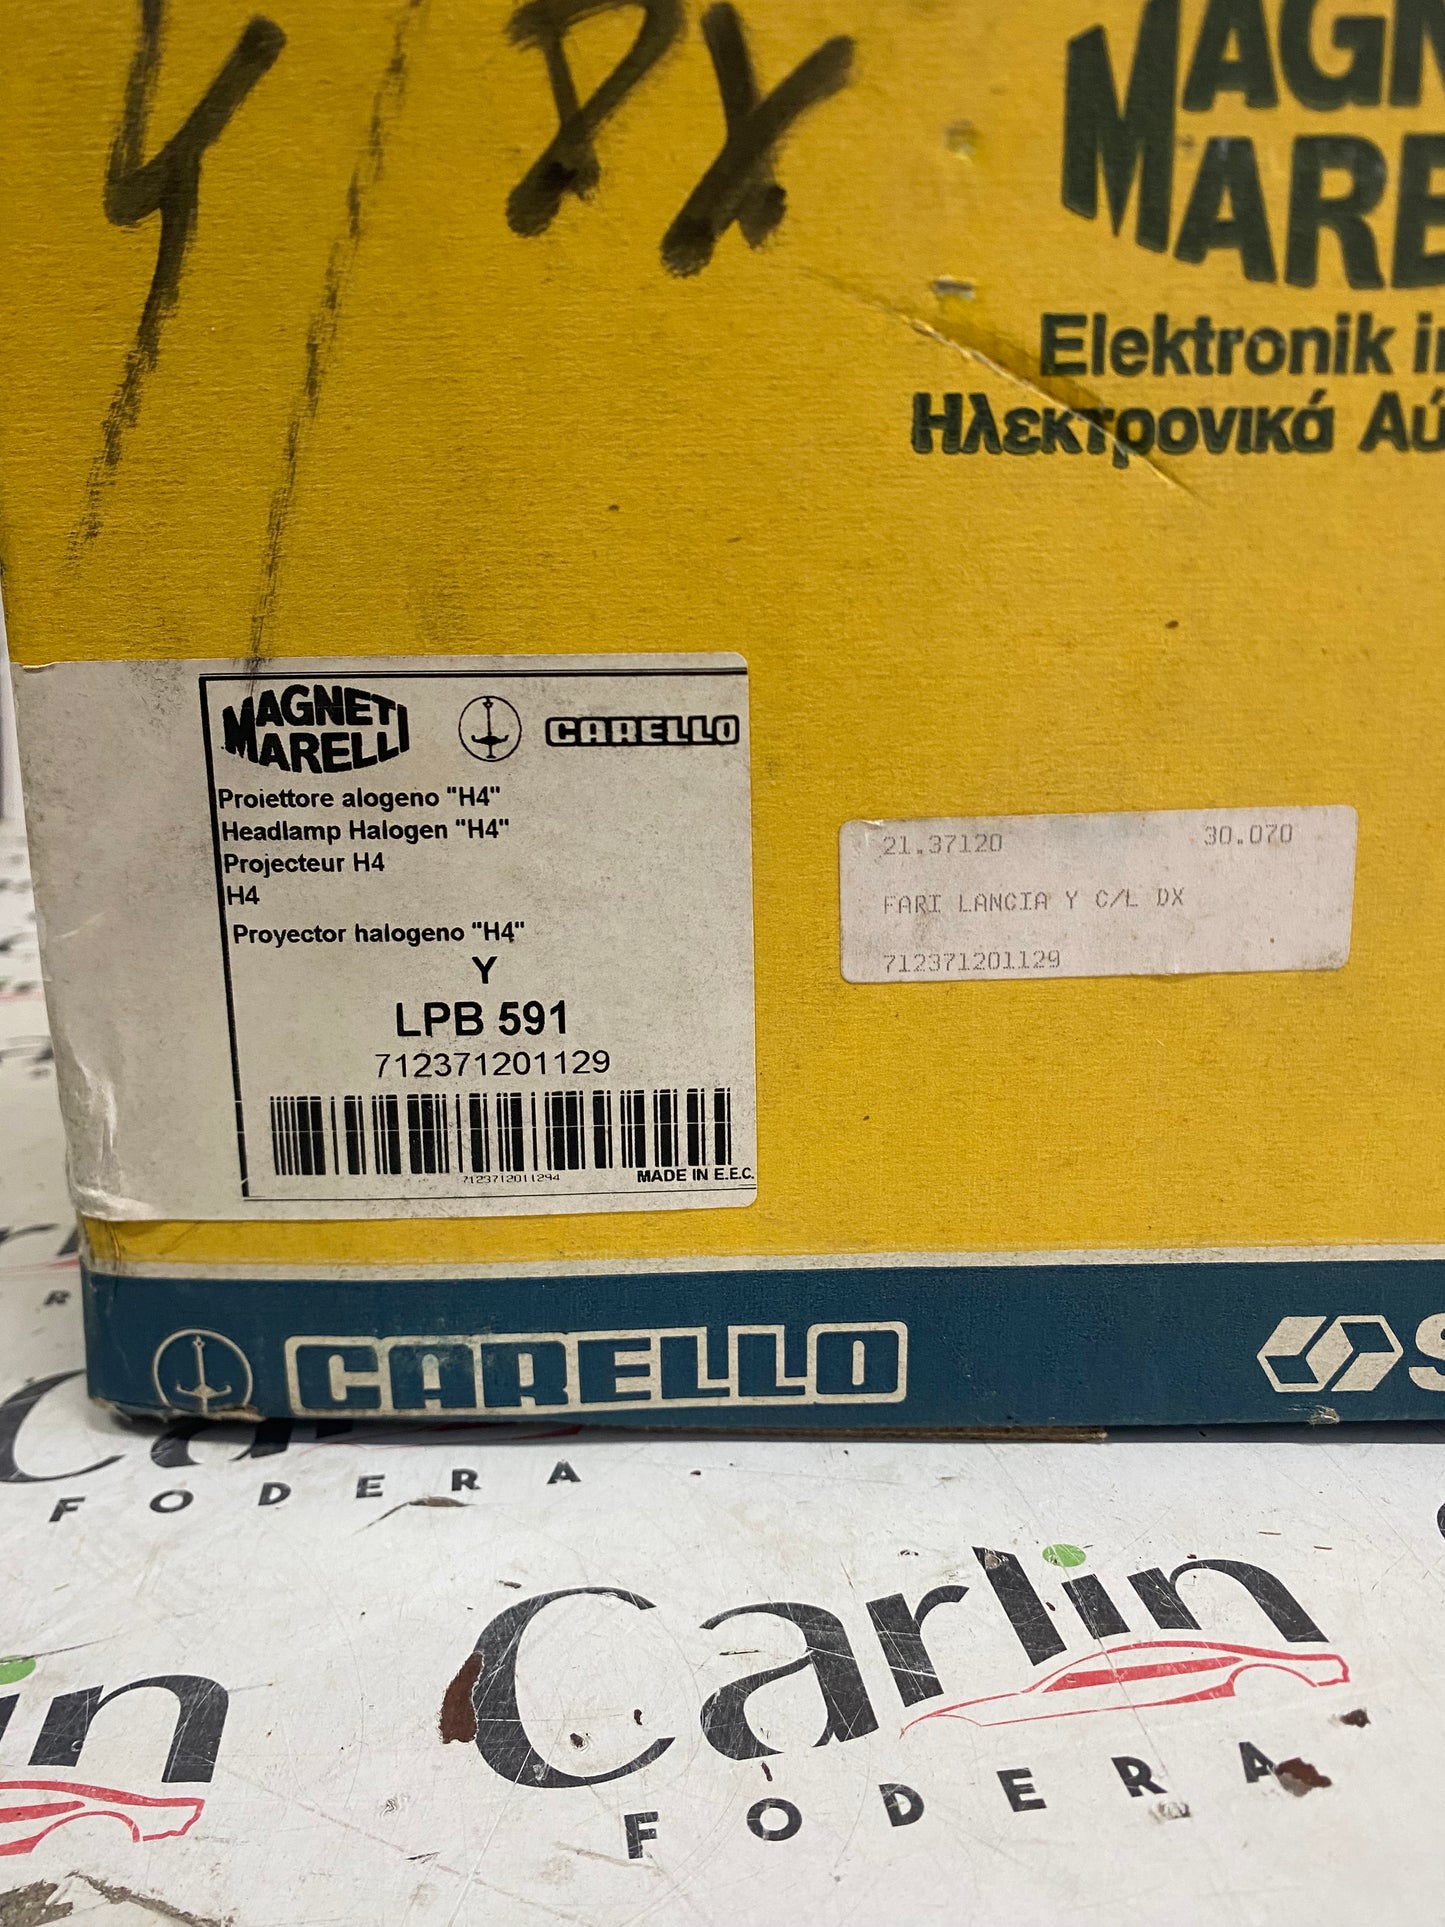 Y DX
MAGN
MARE
Elektronik i
Ηλεκτρονικά Αύ
MAGNETI
MARELLI
CARELLO
Proiettore alogeno "H4"
Headlamp Halogen "H4"
Projecteur H4
H4
Proyector halogeno "H4"
Y
LPB 591
712371201129
7123712011294
MADE IN E.E.C.
21.37120 30.070
FARI LANCIA Y C/L DX
712371201129
CARELLO S
Carlin
FODERA
Carlin
FODERA
lin